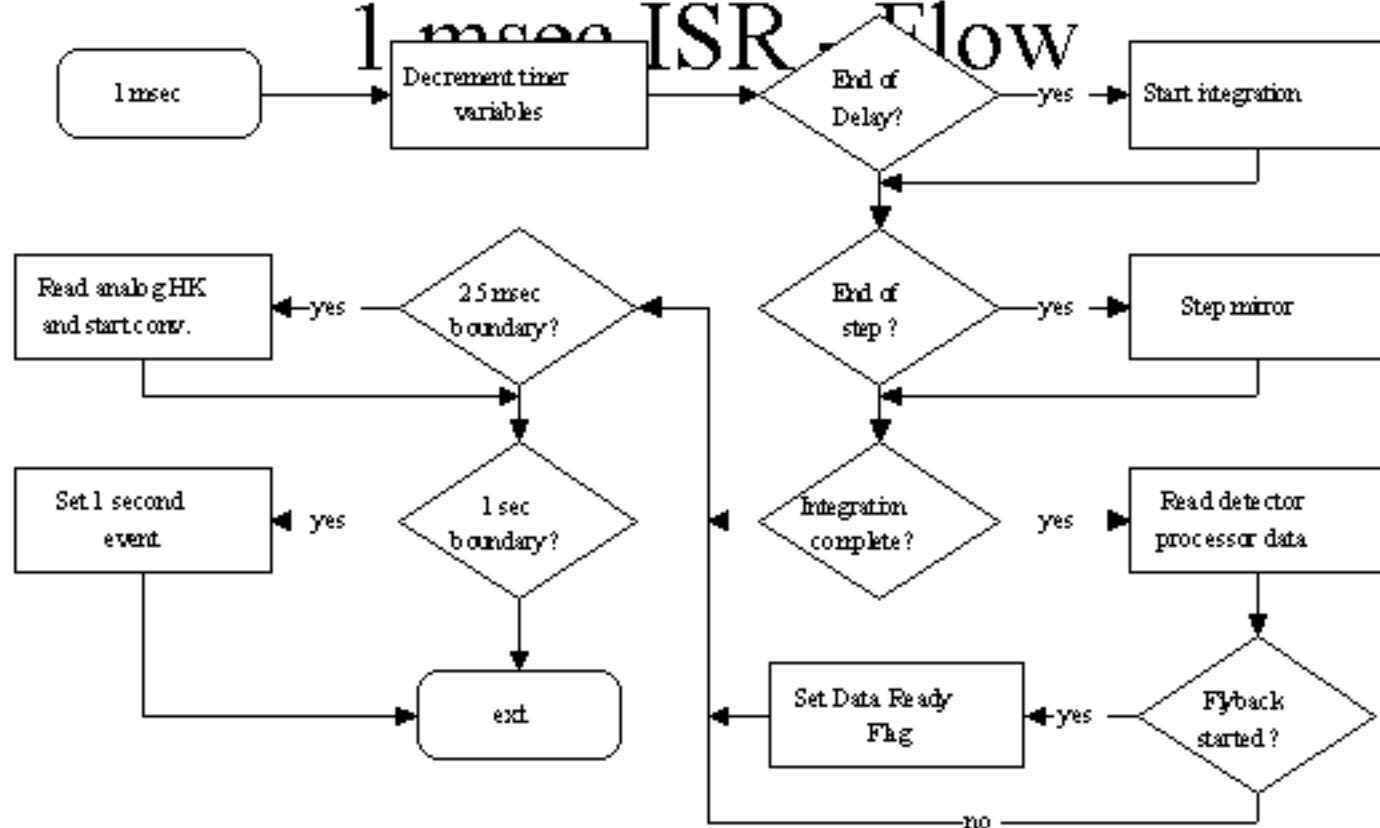 1 msec ISR - Flow
1 msec
Decrement timer
variables
End of
Delay?
yes
Start integration
Read analog HK
and start conv.
yes
25 msec
boundary?
End of
step ?
yes
Step mirror
Set 1 second
event
yes
1 sec
boundary?
Integration
complete?
yes
Read detector
processor data
exit
Set Data Ready
Flag
yes
Flyback
started ?
no